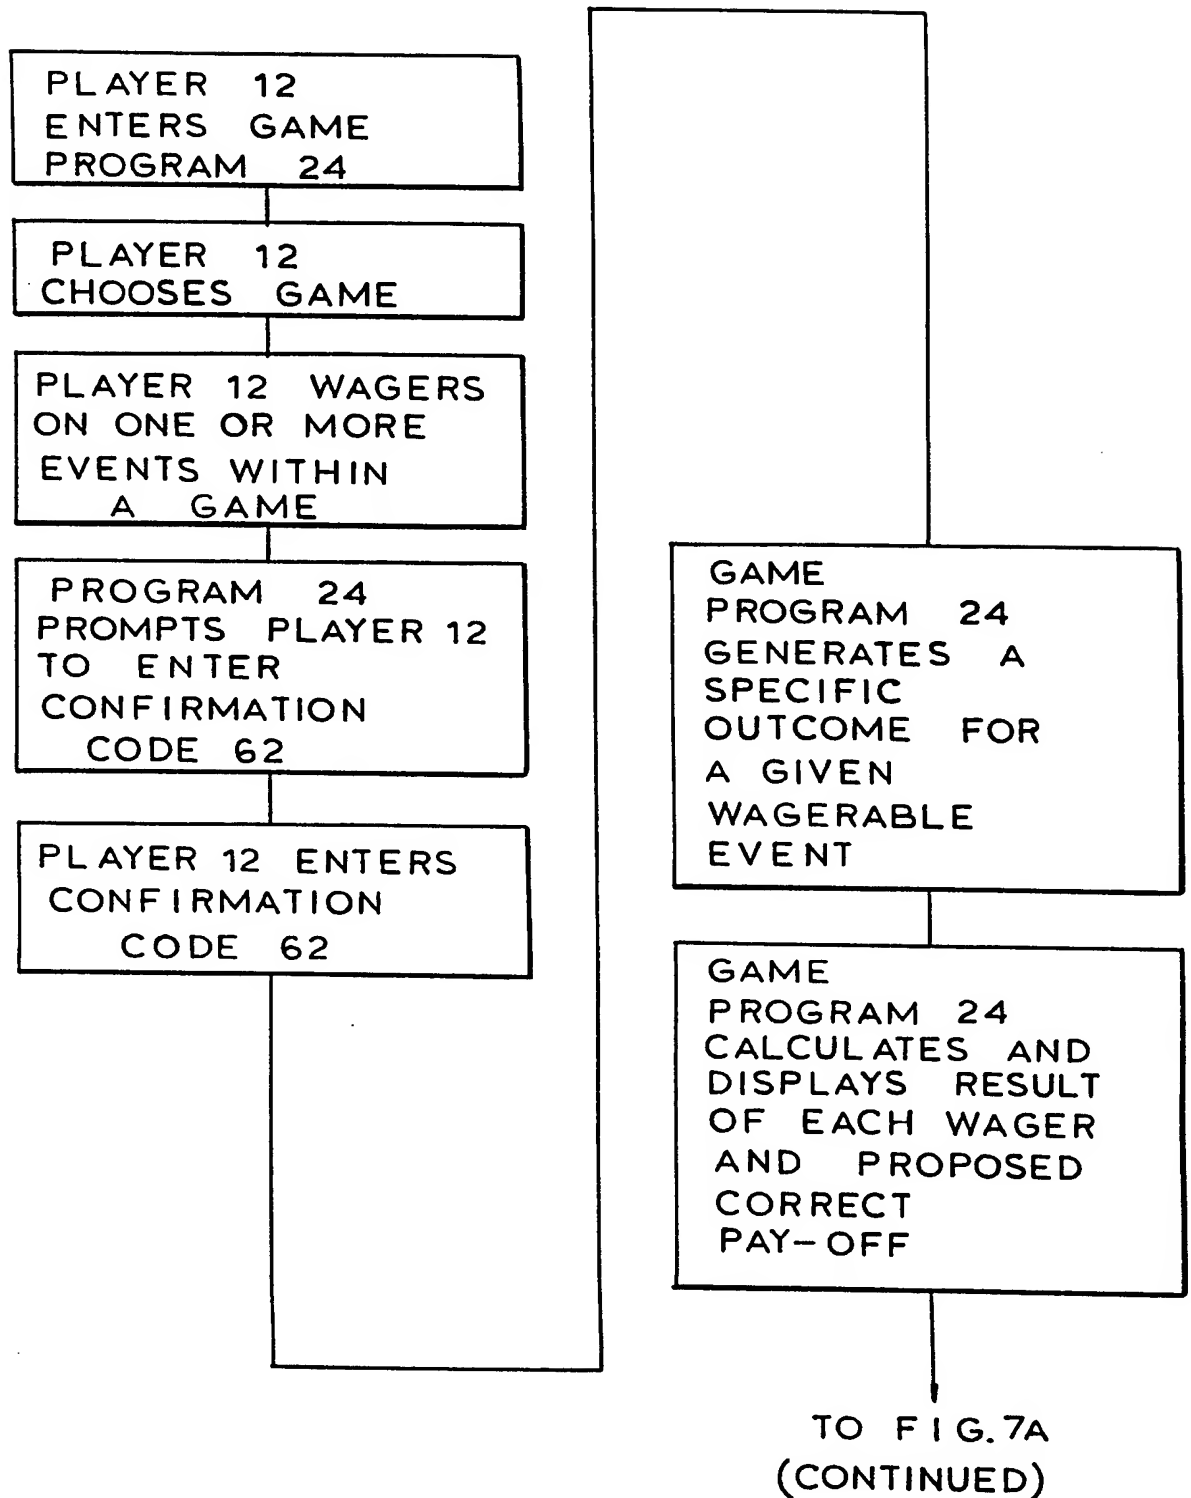 PLAYER 12
ENTERS GAME
PROGRAM 24
PLAYER 12
CHOOSES GAME
PLAYER 12 WAGERS
ON ONE OR MORE
EVENTS WITHIN
A GAME
PROGRAM 24
PROMPTS PLAYER 12
TO ENTER
CONFIRMATION
CODE 62
PLAYER 12 ENTERS
CONFIRMATION
CODE 62
GAME
PROGRAM 24
GENERATES A
SPECIFIC
OUTCOME FOR
A GIVEN
WAGERABLE
EVENT
GAME
PROGRAM 24
CALCULATES AND
DISPLAYS RESULT
OF EACH WAGER
AND PROPOSED
CORRECT
PAY-OFF
TO FIG. 7A
(CONTINUED)